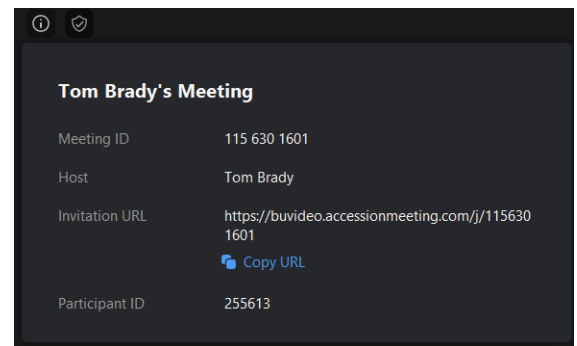 Tom Brady's Meeting
Meeting ID 115 630 1601
Host Tom Brady
Invitation URL https://buvideo.accessionmeeting.com/j/115630
1601
Copy URL
Participant ID 255613